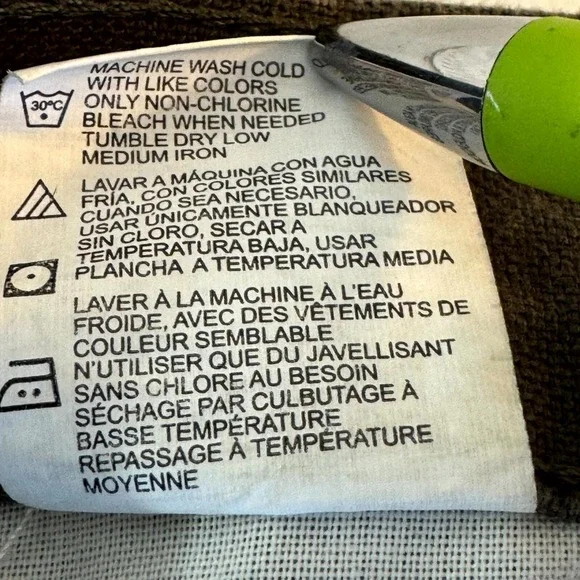 MACHINE WASH COLD
WITH LIKE COLORS
ONLY NON-CHLORINE
BLEACH WHEN NEEDED
TUMBLE DRY LOW
MEDIUM IRON
30°C
LAVAR A MÁQUINA CON AGUA
FRÍA, CON COLORES SIMILARES
CUANDO SEA NECESARIO,
USAR ÚNICAMENTE BLANQUEADOR
SIN CLORO, SECAR A
TEMPERATURA BAJA, USAR
PLANCHA A TEMPERATURA MEDIA
LAVER À LA MACHINE À L'EAU
FROIDE, AVEC DES VÊTEMENTS DE
COULEUR SEMBLABLE
N'UTILISER QUE DU JAVELLISANT
SANS CHLORE AU BESOIN
SÉCHAGE PAR CULBUTAGE À
BASSE TEMPÉRATURE
REPASSAGE À TEMPÉRATURE
MOYENNE